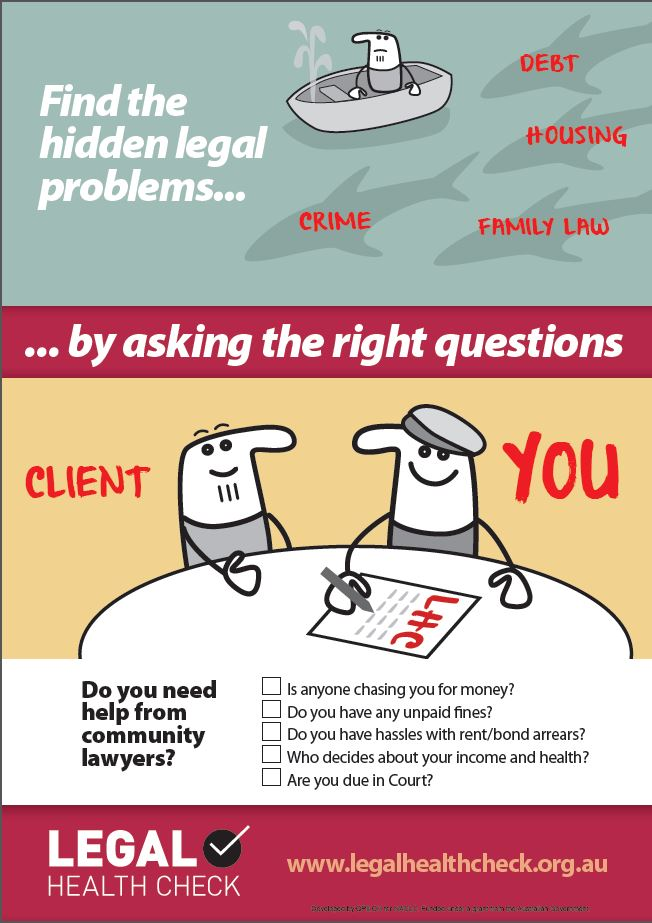 Find the
hidden legal
problems...
DEBT
HOUSING
CRIME
FAMILY LAW
... by asking the right questions
CLIENT
YOU
LHC
Do you need
help from
community
lawyers?
Is anyone chasing you for money?
Do you have any unpaid fines?
Do you have hassles with rent/bond arrears?
Who decides about your income and health?
Are you due in Court?
LEGAL
HEALTH CHECK
www.legalhealthcheck.org.au